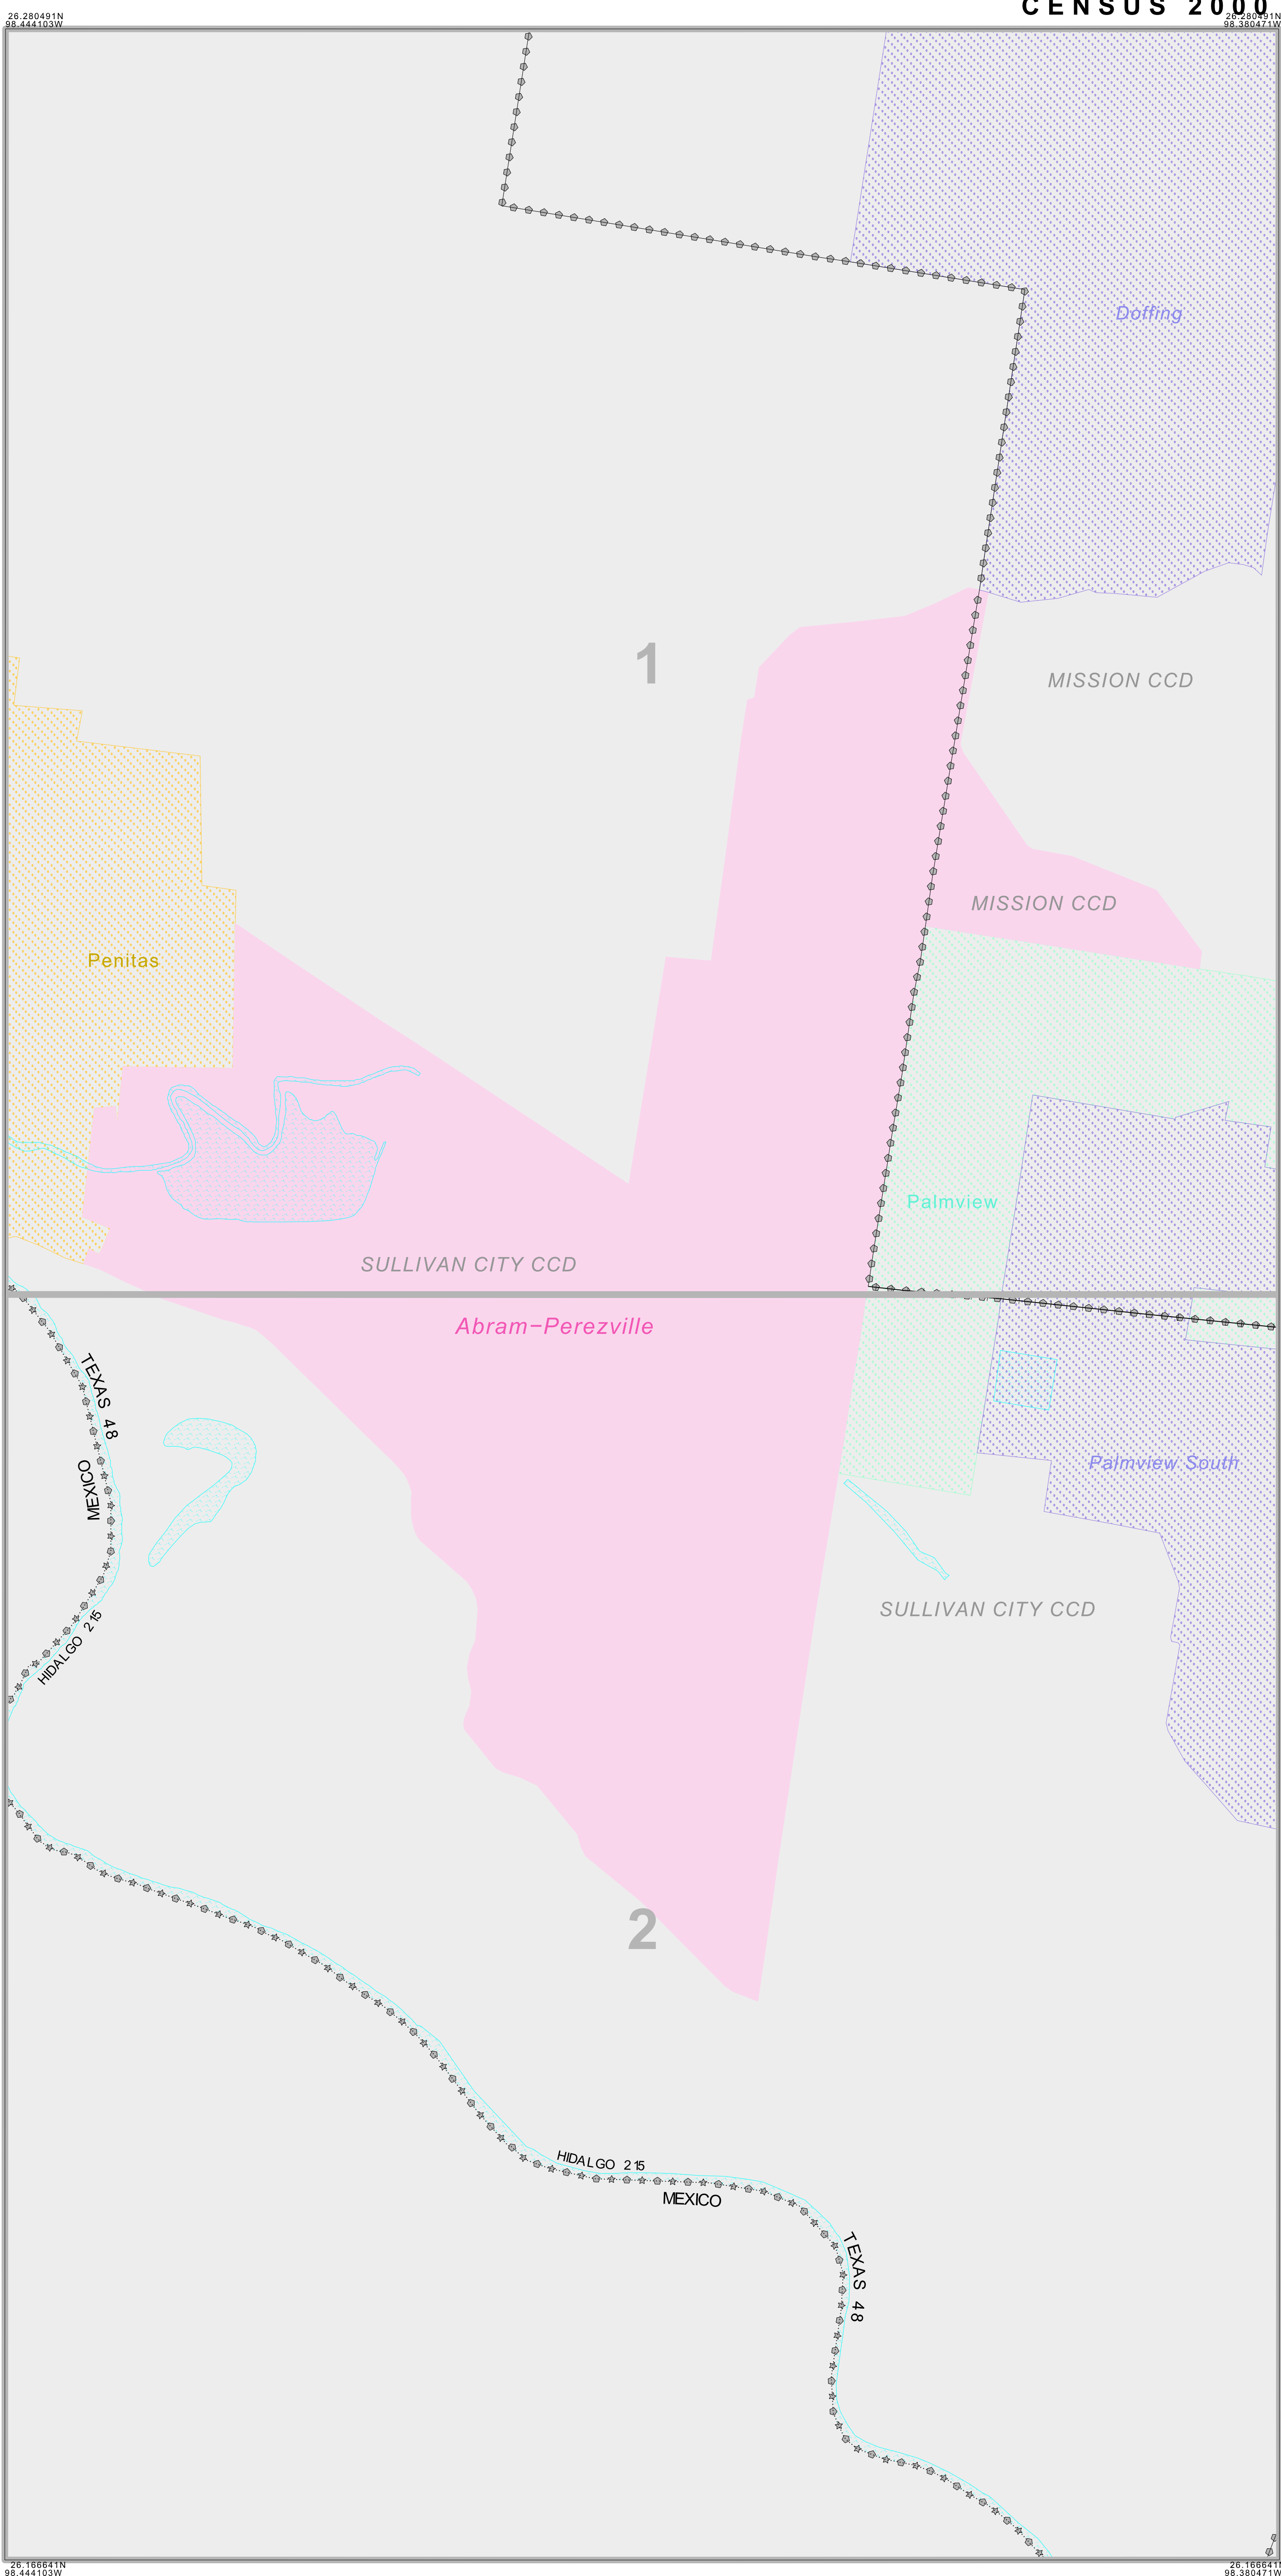 CENSUS 2000
26.280491N
98.444103W
26.280491N
98.380471W
Doffing
1
MISSION CCD
MISSION CCD
Penitas
Palmview
SULLIVAN CITY CCD
Abram-Perezville
TEXAS 48
MEXICO
Palmview South
HIDALGO 215
SULLIVAN CITY CCD
2
HIDALGO 215
MEXICO
TEXAS 48
26.166641N
98.444103W
26.166641N
98.380471W